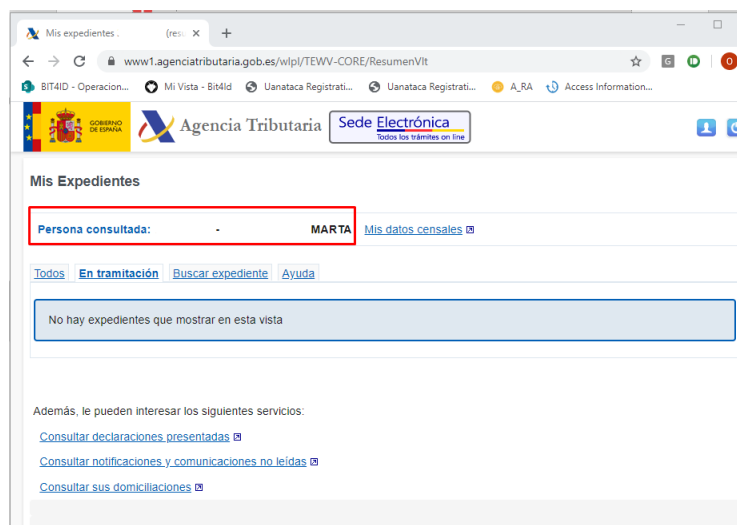 Mis expedientes . (resu
www1.agenciatributaria.gob.es/wlpl/TEWV-CORE/ResumenVlt
BIT4ID - Operacion... Mi Vista - Bit4Id Uanataca Registrati... Uanataca Registrati... A_RA Access Information...
GOBIERNO
DE ESPAÑA
Agencia Tributaria
Sede Electrónica
Todos los trámites on line
Mis Expedientes
Persona consultada: - MARTA Mis datos censales
Todos En tramitación Buscar expediente Ayuda
No hay expedientes que mostrar en esta vista
Además, le pueden interesar los siguientes servicios:
Consultar declaraciones presentadas
Consultar notificaciones y comunicaciones no leídas
Consultar sus domiciliaciones